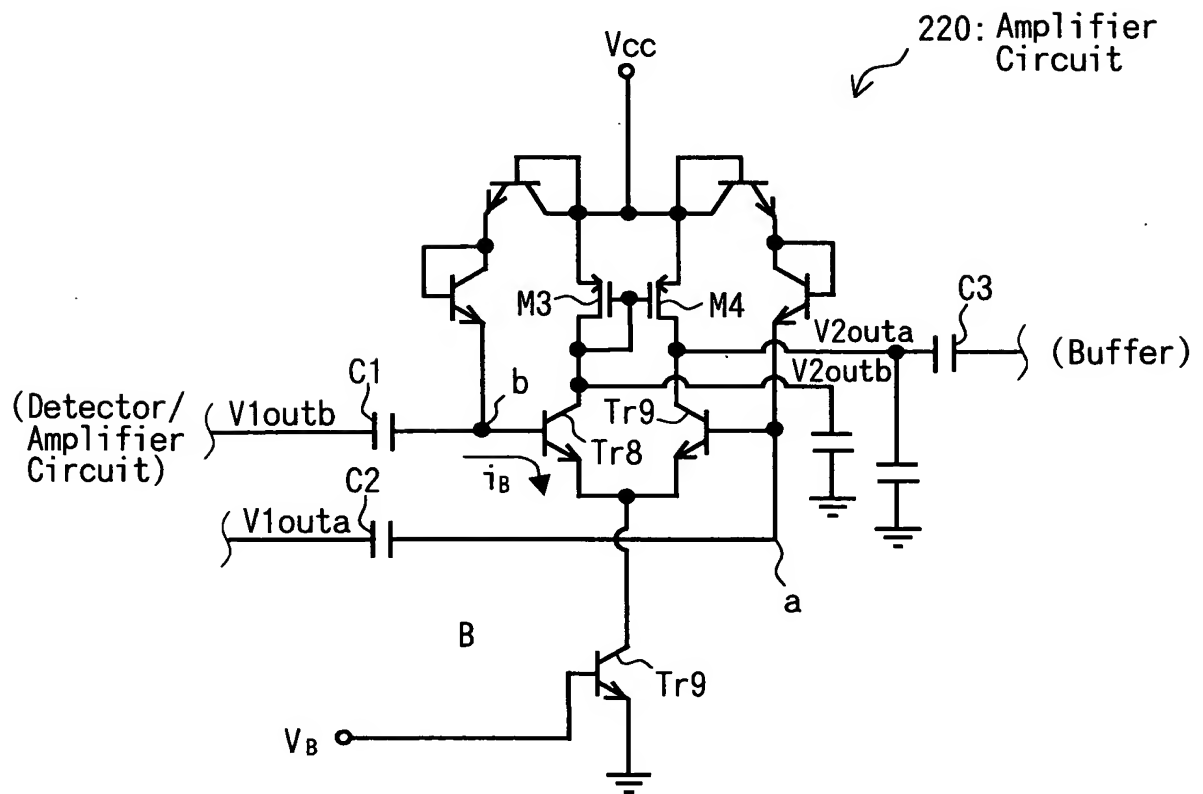 220: Amplifier
Circuit
Vcc
M3
M4
C3
V2outa
(Buffer)
V2outb
C1
b
(Detector/
Amplifier
Circuit)
V1outb
Tr9
Tr8
iB
C2
V1outa
a
B
Tr9
VB